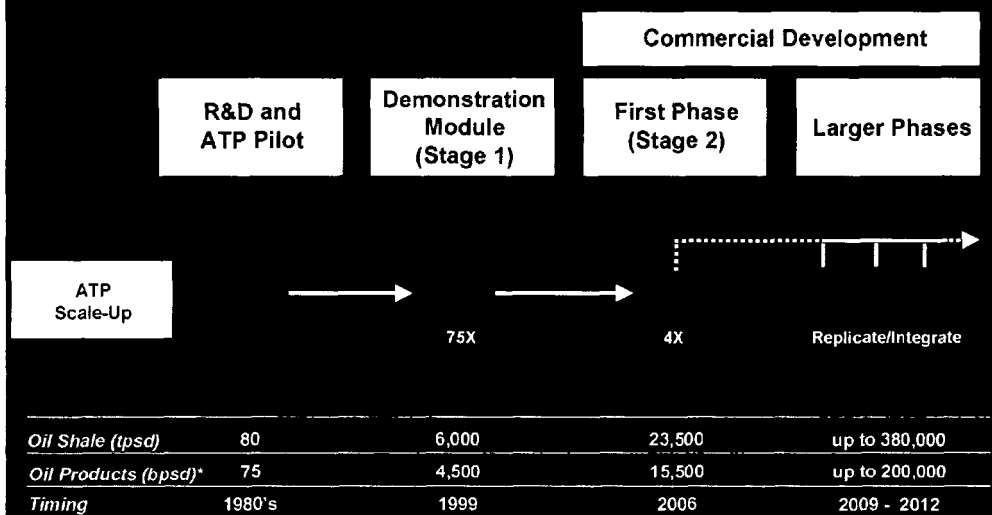 Commercial Development
R&D and
ATP Pilot
Demonstration
Module
(Stage 1)
First Phase
(Stage 2)
Larger Phases
ATP
Scale-Up
75X
4X
Replicate/Integrate
Oil Shale (tpsd) 80 6,000 23,500 up to 380,000
Oil Products (bpsd)* 75 4,500 15,500 up to 200,000
Timing 1980's 1999 2006 2009 - 2012